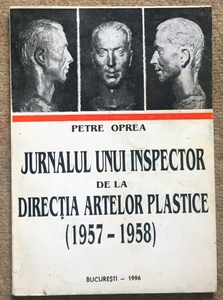 PETRE OPREA
JURNALUL UNUI INSPECTOR
DE LA
DIRECȚIA ARTELOR PLASTICE
(1957 - 1958)
BUCUREȘTI - 1996